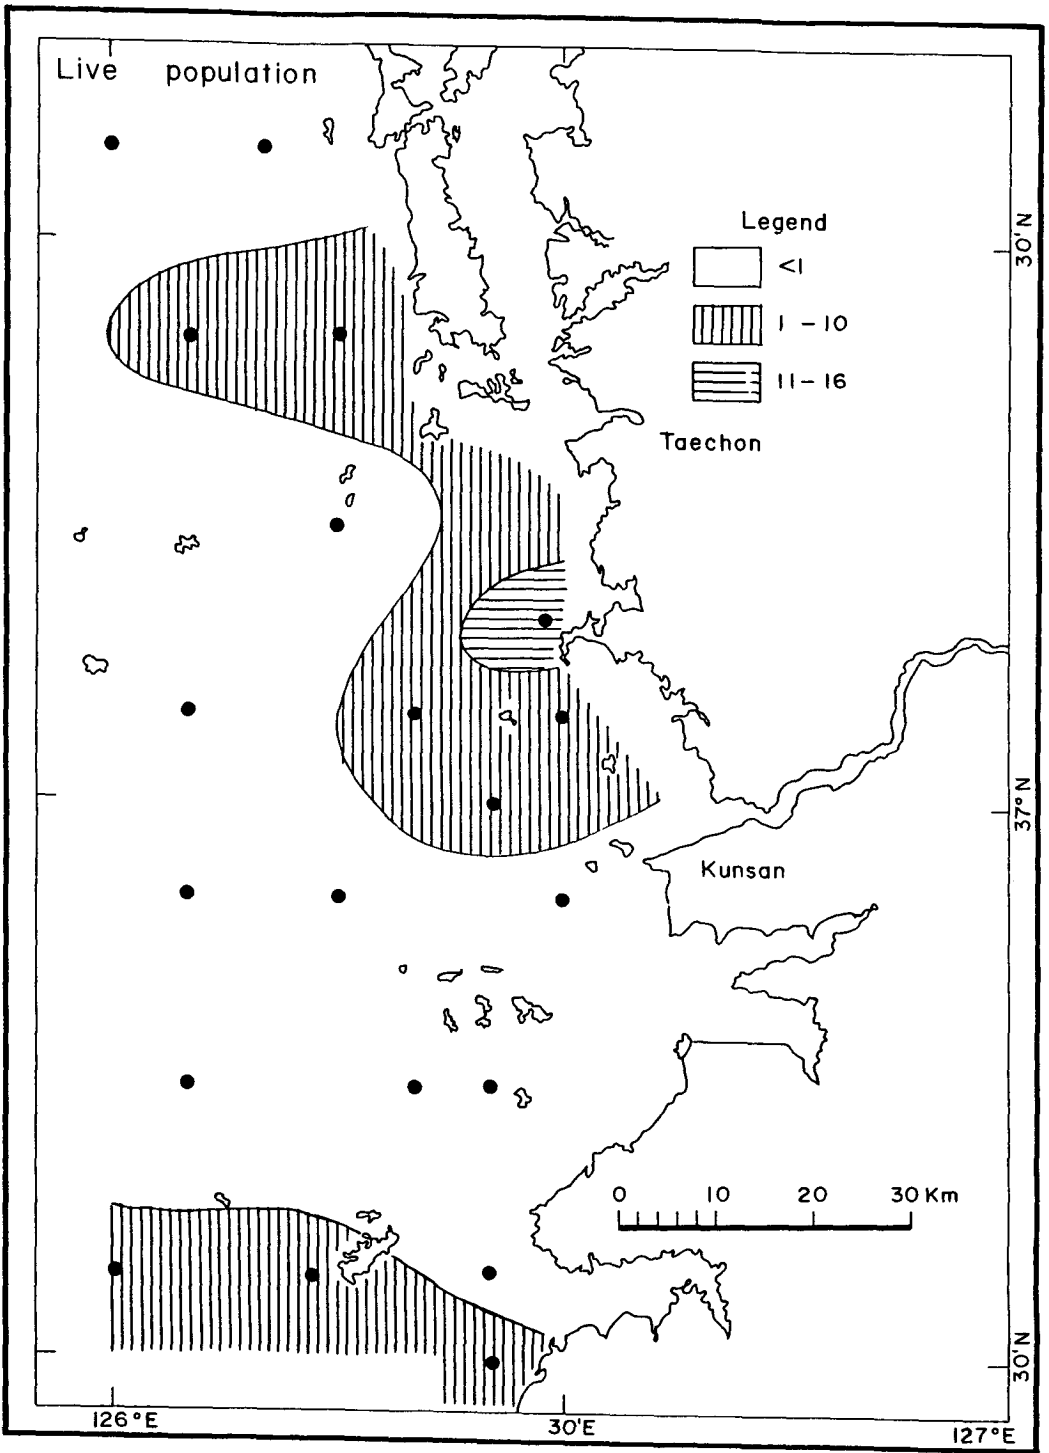 Live population
Legend
<1
1 - 10
11 - 16
Taechon
30'N
37°N
Kunsan
0 10 20 30 Km
30'N
126°E
30'E
127°E